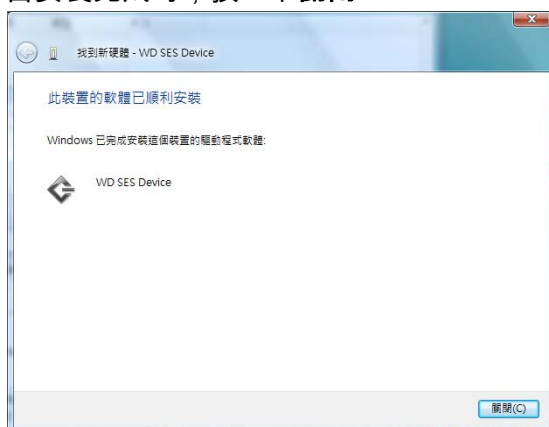 找到新硬體 - WD SES Device
此裝置的軟體已順利安裝
Windows 已完成安裝這個裝置的驅動程式軟體:
WD SES Device
關閉(C)